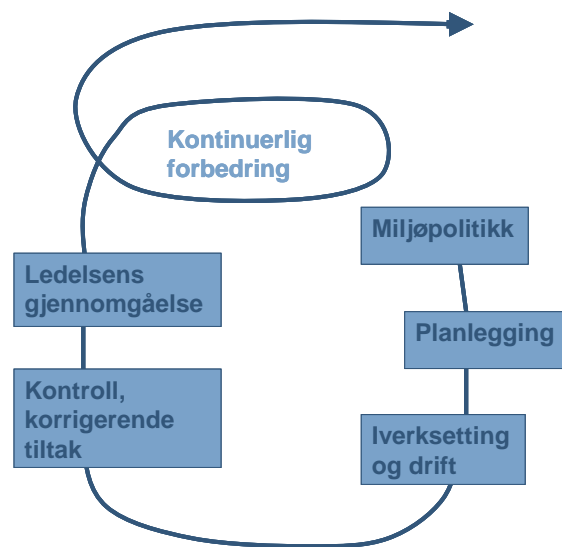 Kontinuerlig
forbedring
Miljøpolitikk
Ledelsens
gjennomgåelse
Planlegging
Kontroll,
korrigerende
tiltak
Iverksetting
og drift